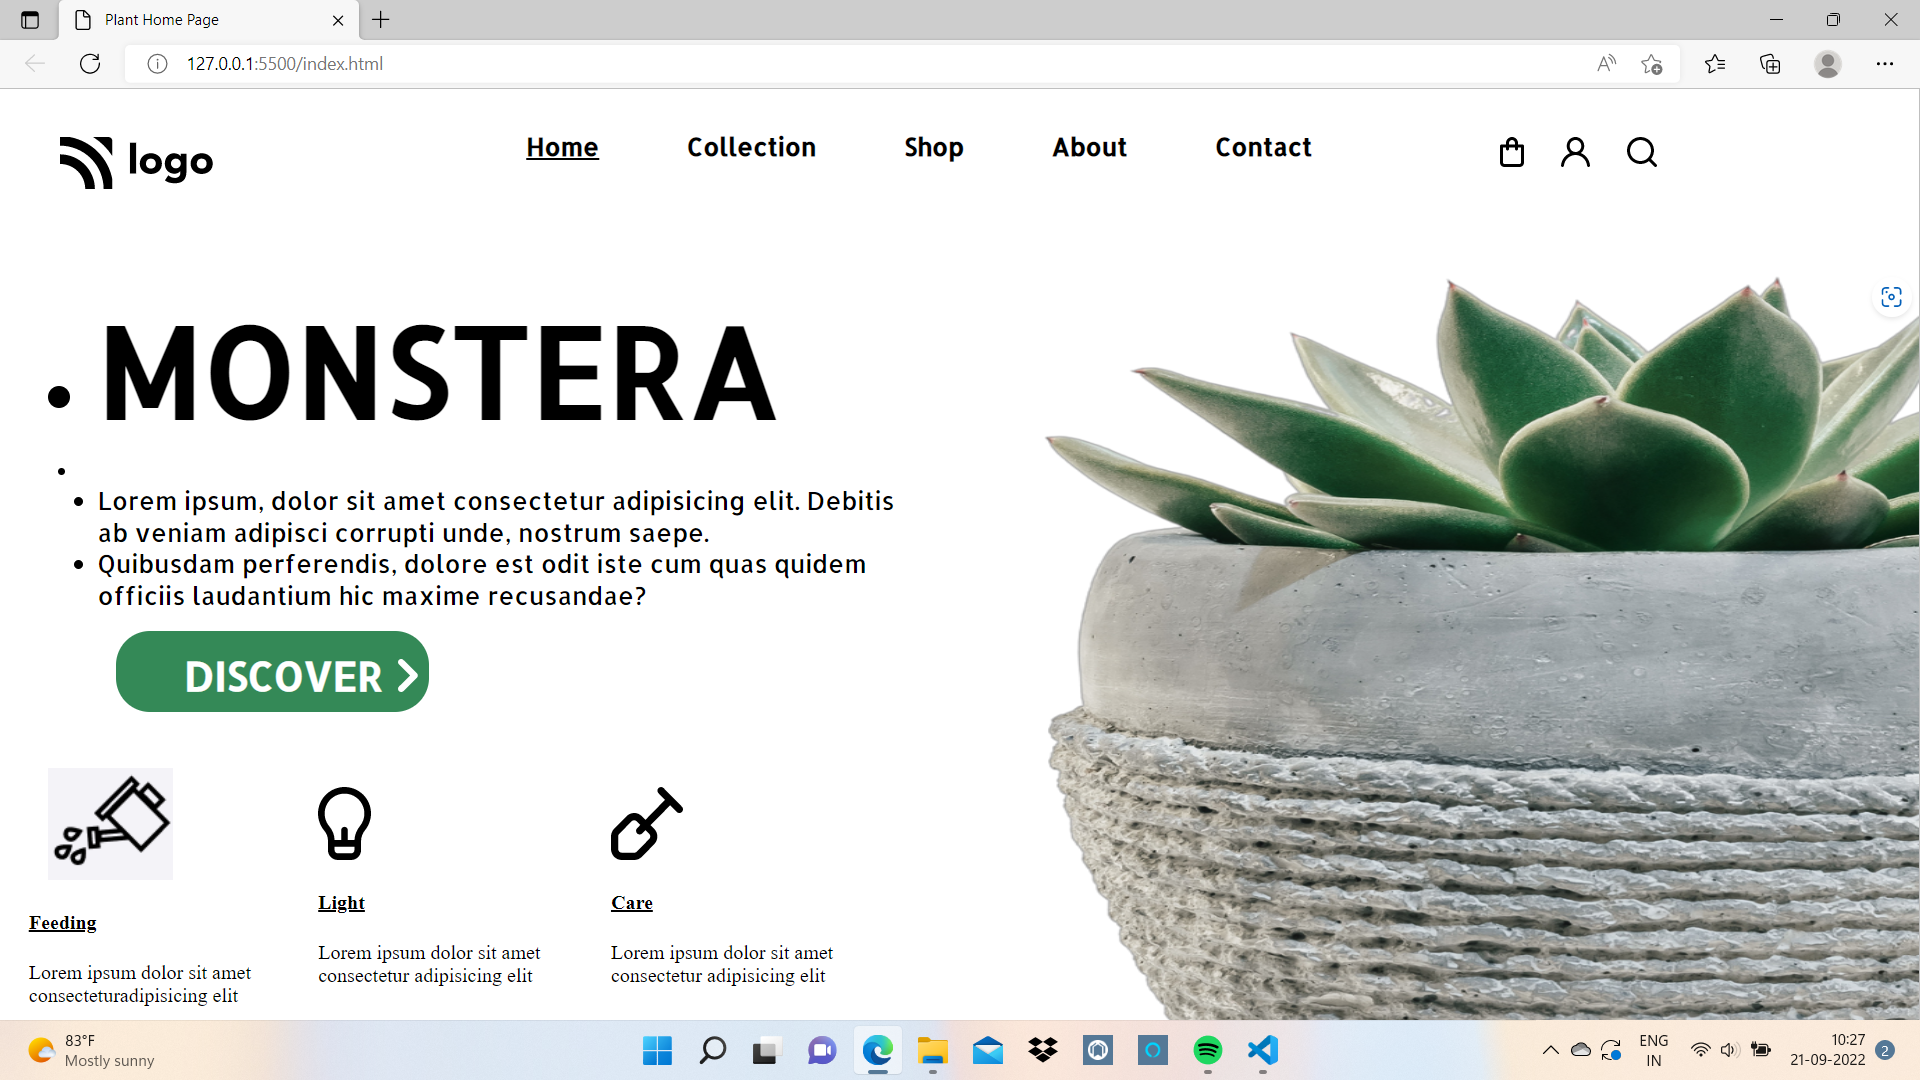 Plant Home Page
127.0.0.1:5500/index.html
logo
Home Collection Shop About Contact
MONSTERA
Lorem ipsum, dolor sit amet consectetur adipisicing elit. Debitis
ab veniam adipisci corrupti unde, nostrum saepe.
Quibusdam perferendis, dolore est odit iste cum quas quidem
officiis laudantium hic maxime recusandae?
DISCOVER
Feeding
Lorem ipsum dolor sit amet
consecteturadipisicing elit
Light
Lorem ipsum dolor sit amet
consectetur adipisicing elit
Care
Lorem ipsum dolor sit amet
consectetur adipisicing elit
83°F
Mostly sunny
ENG
IN
10:27
21-09-2022
2